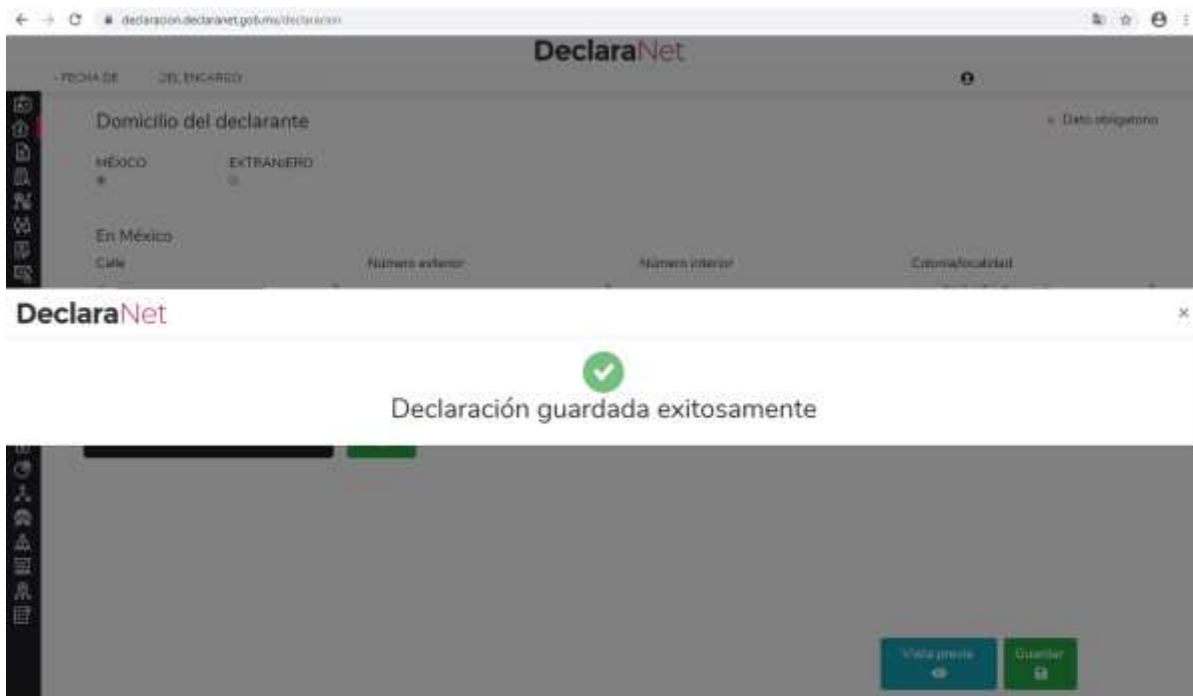 declaracion.declaranet.gob.mx/declaracion
DeclaraNet
- FECHA DE DEL ENCARGO
Domicilio del declarante
* Dato obligatorio
MÉXICO EXTRANJERO
En México
Calle Número exterior Número interior Colonia/localidad
DeclaraNet ×
Declaración guardada exitosamente
Vista previa Guardar